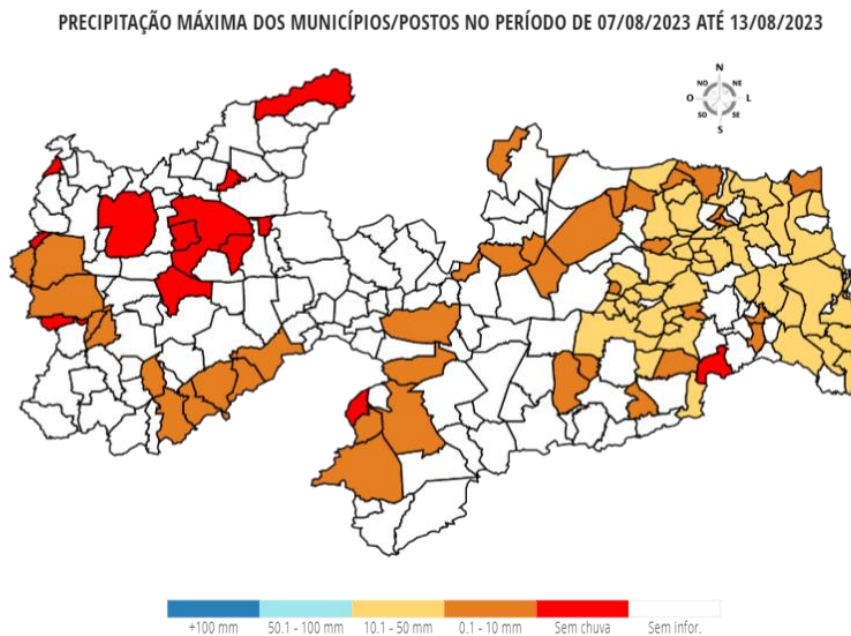 PRECIPITAÇÃO MÁXIMA DOS MUNICÍPIOS/POSTOS NO PERÍODO DE 07/08/2023 ATÉ 13/08/2023
N
NO NE
O L
SO SE
S
+100 mm 50.1 - 100 mm 10.1 - 50 mm 0.1 - 10 mm Sem chuva Sem infor.